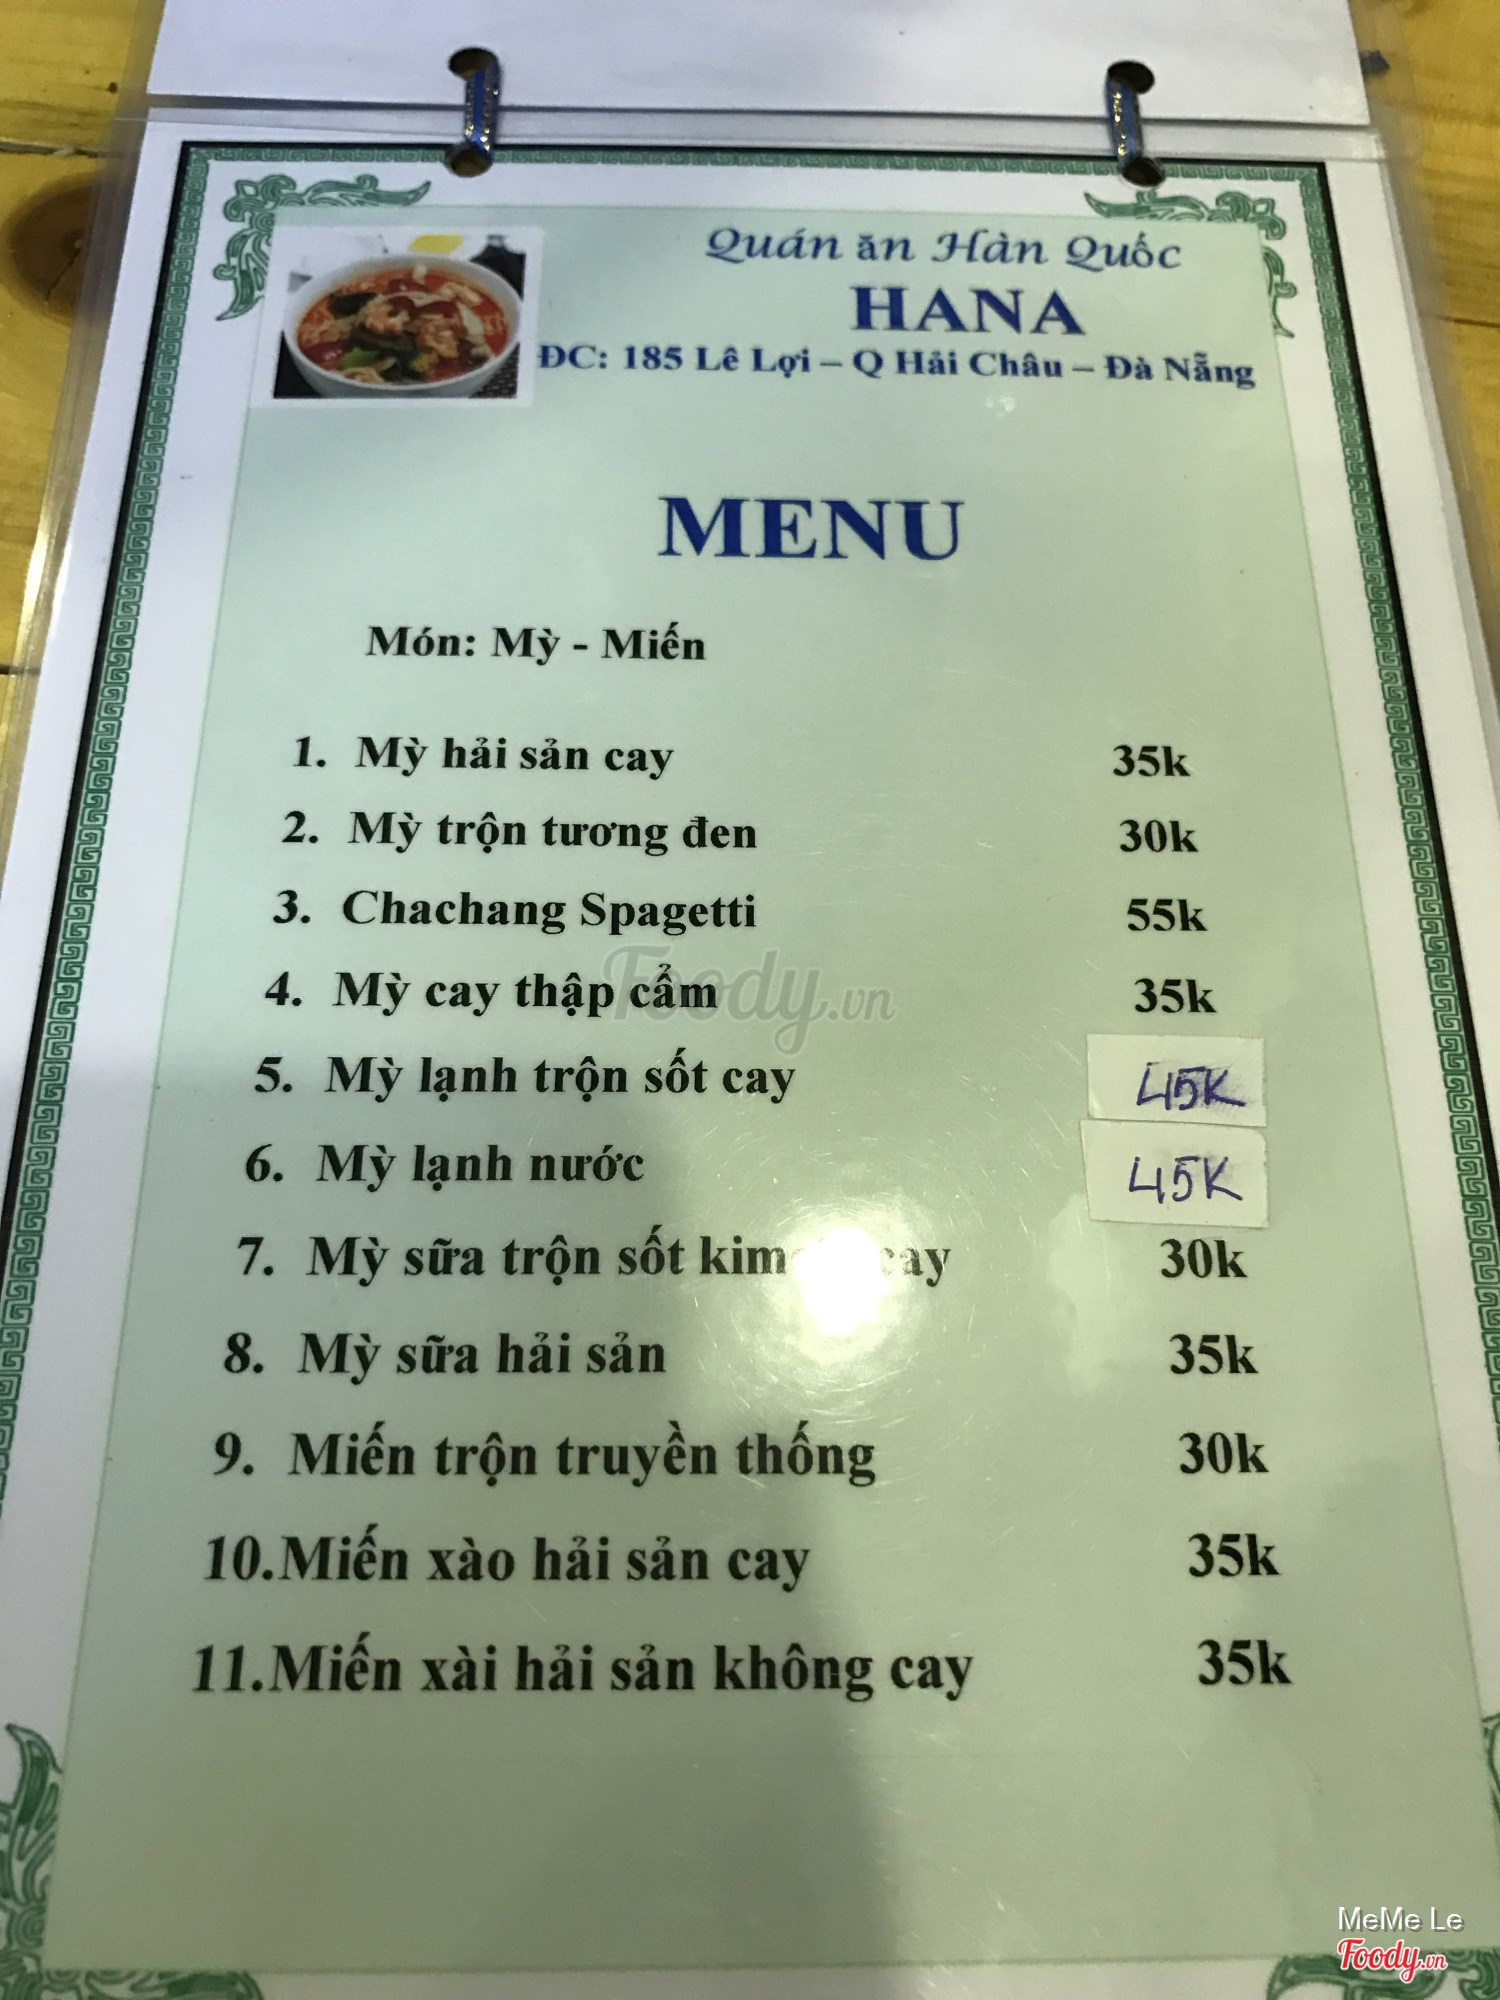 Quán ăn Hàn Quốc
HANA
ĐC: 185 Lê Lợi – Q Hải Châu – Đà Nẵng
MENU
Món: Mỳ - Miến
1. Mỳ hải sản cay 35k
2. Mỳ trộn tương đen 30k
3. Chachang Spagetti 55k
4. Mỳ cay thập cẩm 35k
Foody.vn
5. Mỳ lạnh trộn sốt cay 45K
6. Mỳ lạnh nước 45K
7. Mỳ sữa trộn sốt cay 30k
8. Mỳ sữa hải sản 35k
9. Miến trộn truyền thống 30k
10.Miến xào hải sản cay 35k
11.Miến xài hải sản không cay 35k
MeMe Le
Foody.vn